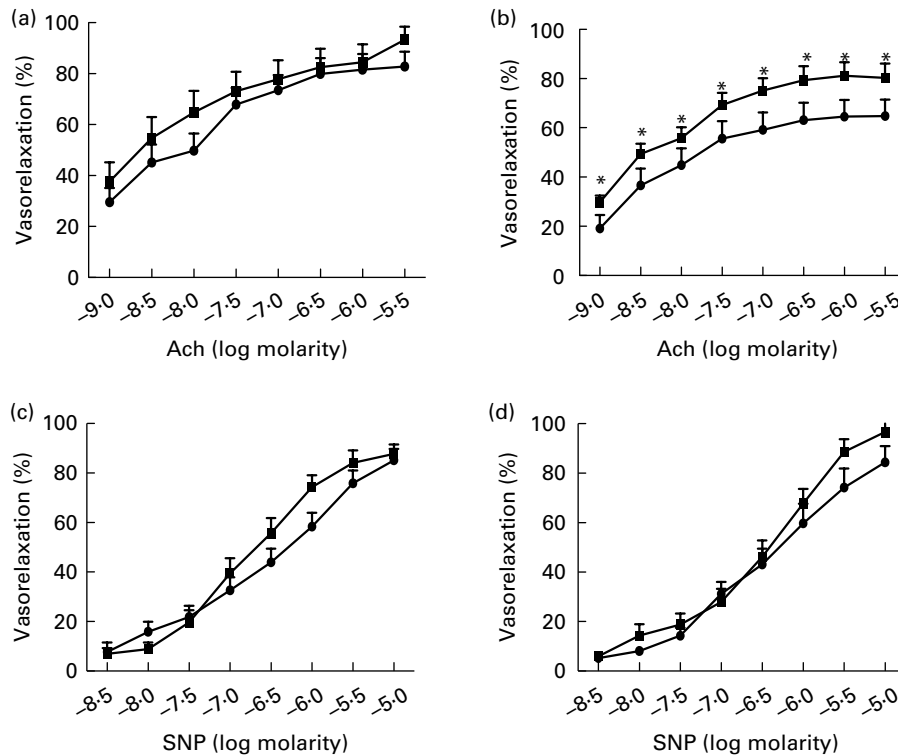 (a)
100
80
60
40
20
0
Vasorelaxation (%)
–9·0 –8·5 –8·0 –7·5 –7·0 –6·5 –6·0 –5·5
Ach (log molarity)
(b)
100
80
60
40
20
0
Vasorelaxation (%)
* * * * * * * *
–9·0 –8·5 –8·0 –7·5 –7·0 –6·5 –6·0 –5·5
Ach (log molarity)
(c)
100
80
60
40
20
0
Vasorelaxation (%)
–8·5 –8·0 –7·5 –7·0 –6·5 –6·0 –5·5 –5·0
SNP (log molarity)
(d)
100
80
60
40
20
0
Vasorelaxation (%)
–8·5 –8·0 –7·5 –7·0 –6·5 –6·0 –5·5 –5·0
SNP (log molarity)